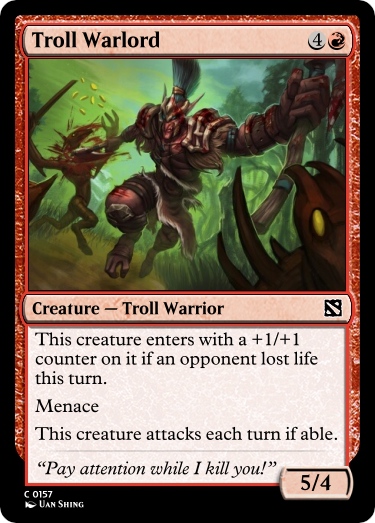 Troll Warlord
4
Creature — Troll Warrior
This creature enters with a +1/+1
counter on it if an opponent lost life
this turn.
Menace
This creature attacks each turn if able.
“Pay attention while I kill you!”
5/4
C 0157
Uan Shing